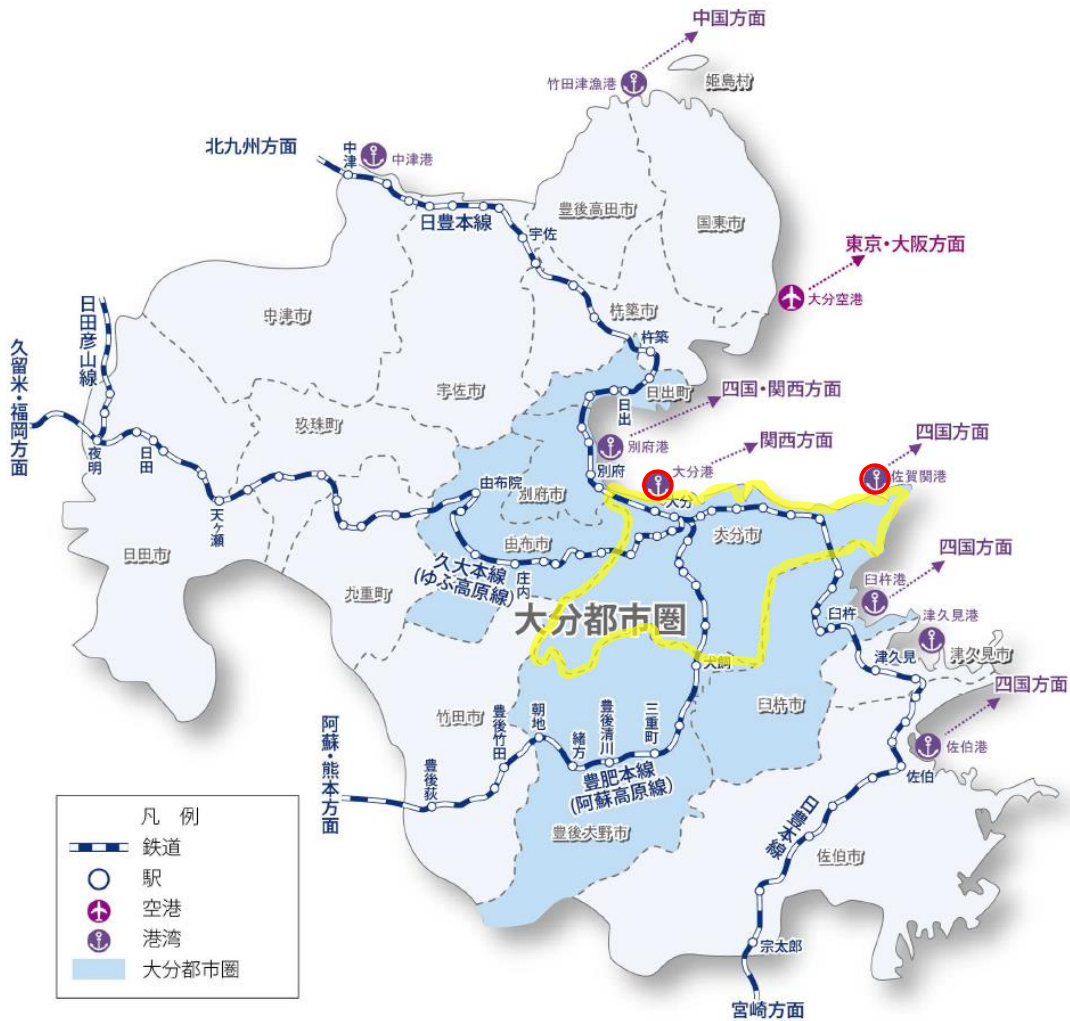 中国方面
竹田津漁港
姫島村
北九州方面
中津
中津港
日豊本線
宇佐
豊後高田市
国東市
東京・大阪方面
大分空港
杵築市
杵築
中津市
宇佐市
日出町
日出
日田彦山線
久留米・福岡方面
夜明
日田
天ヶ瀬
日田市
玖珠町
九重町
四国・関西方面
別府港
別府
関西方面
大分港
大分
四国方面
佐賀関港
由布院
別府市
由布市
大分市
久大本線
(ゆふ高原線)
庄内
大分都市圏
四国方面
臼杵港
臼杵
津久見港
津久見
津久見市
犬飼
臼杵市
四国方面
佐伯港
佐伯
竹田市
豊後竹田
朝地
緒方
豊後清川
三重町
豊肥本線
(阿蘇高原線)
豊後荻
阿蘇・熊本方面
豊後大野市
日豊本線
佐伯市
宗太郎
宮崎方面
凡 例
鉄道
駅
空港
港湾
大分都市圏